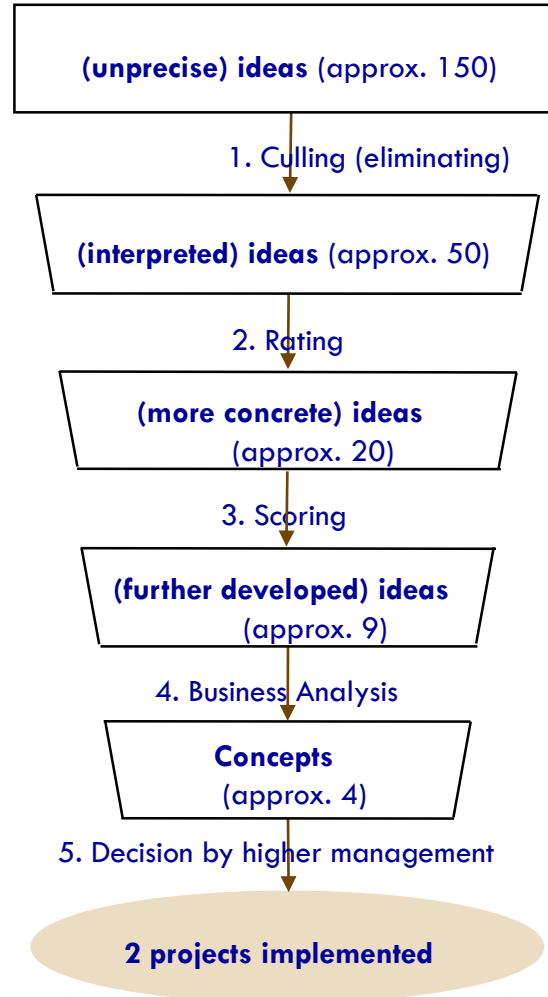 (unprecise) ideas (approx. 150)
1. Culling (eliminating)
(interpreted) ideas (approx. 50)
2. Rating
(more concrete) ideas
(approx. 20)
3. Scoring
(further developed) ideas
(approx. 9)
4. Business Analysis
Concepts
(approx. 4)
5. Decision by higher management
2 projects implemented